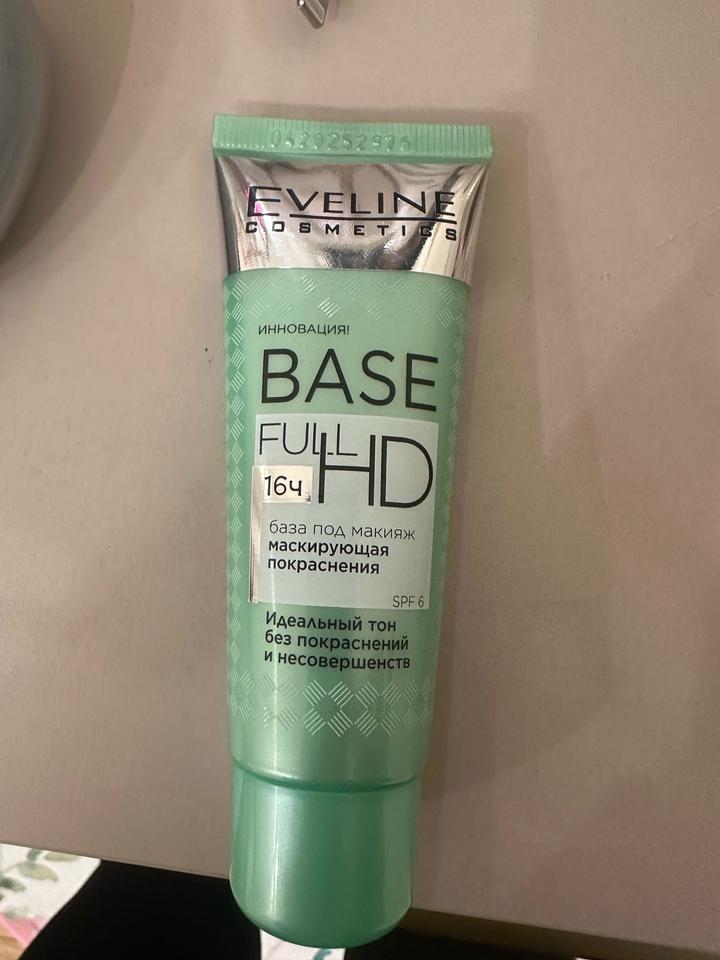 0420252976
EVELINE
COSMETICS
ИННОВАЦИЯ!
BASE
FULL HD
16ч
база под макияж
маскирующая
покраснения
SPF 6
Идеальный тон
без покраснений
и несовершенств